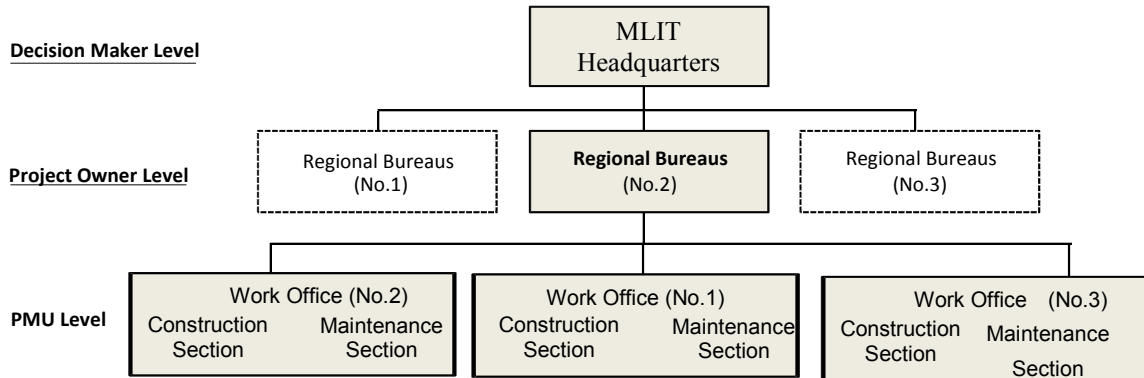 Decision Maker Level
MLIT
Headquarters
Project Owner Level
Regional Bureaus
(No.1)
Regional Bureaus
(No.2)
Regional Bureaus
(No.3)
PMU Level
Work Office (No.2)
Construction
Section
Maintenance
Section
Work Office (No.1)
Construction
Section
Maintenance
Section
Work Office (No.3)
Construction
Section
Maintenance
Section